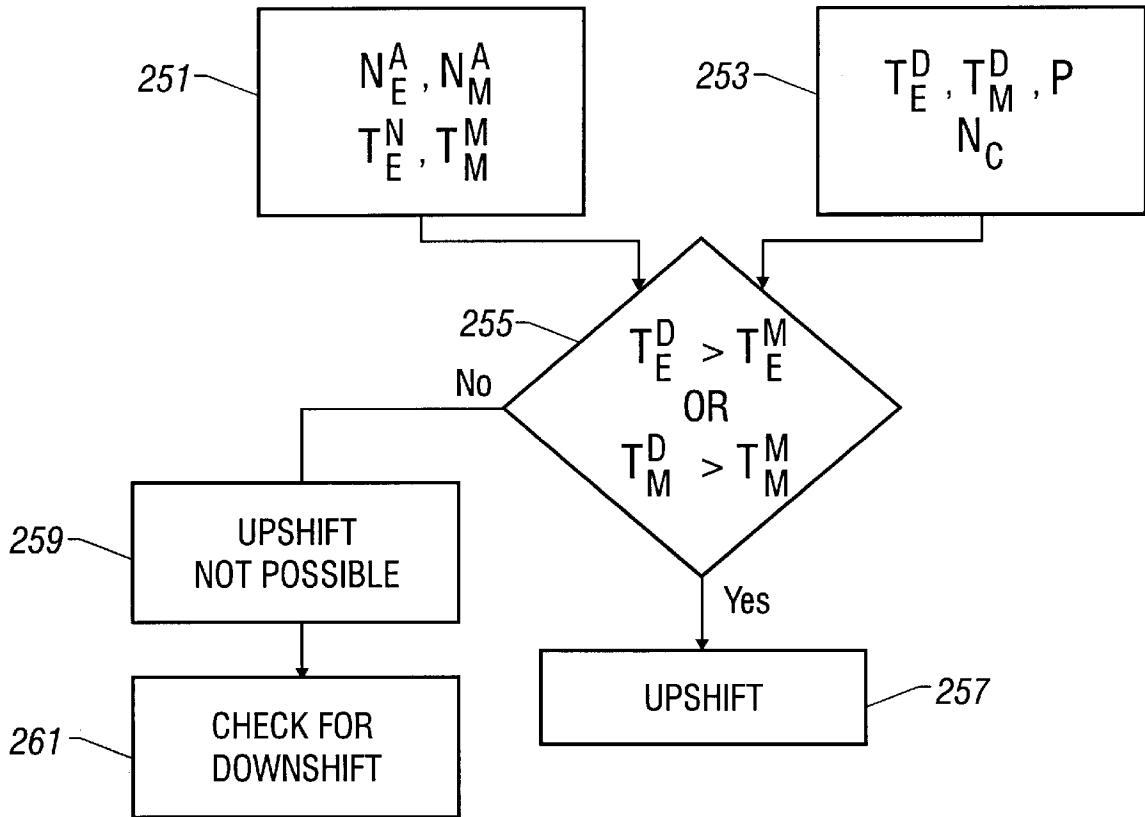 251
N_E^A , N_M^A
T_E^N , T_M^M
253
T_E^D , T_M^D , P
N_C
255
T_E^D > T_E^M
OR
T_M^D > T_M^M
No
Yes
259
UPSHIFT
NOT POSSIBLE
UPSHIFT
257
261
CHECK FOR
DOWNSHIFT